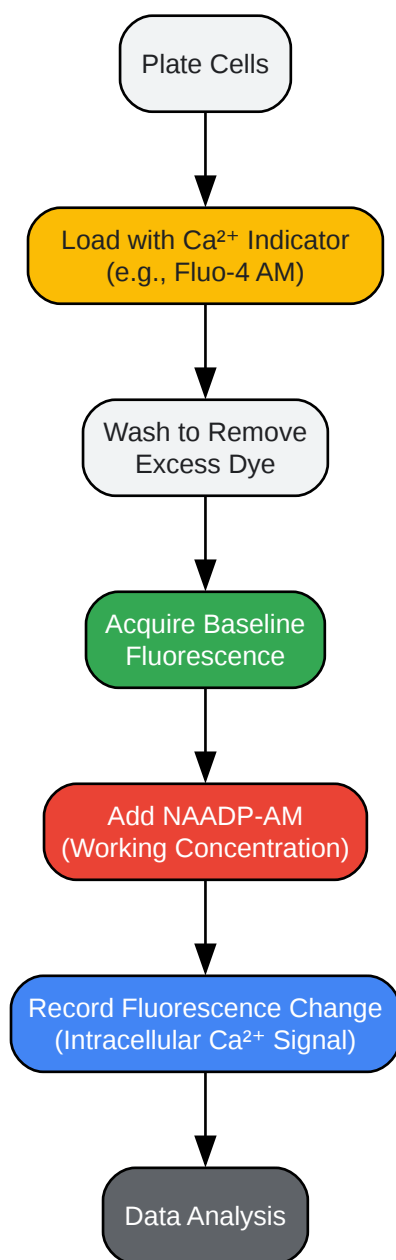 Plate Cells
Load with Ca²⁺ Indicator
(e.g., Fluo-4 AM)
Wash to Remove
Excess Dye
Acquire Baseline
Fluorescence
Add NAADP-AM
(Working Concentration)
Record Fluorescence Change
(Intracellular Ca²⁺ Signal)
Data Analysis